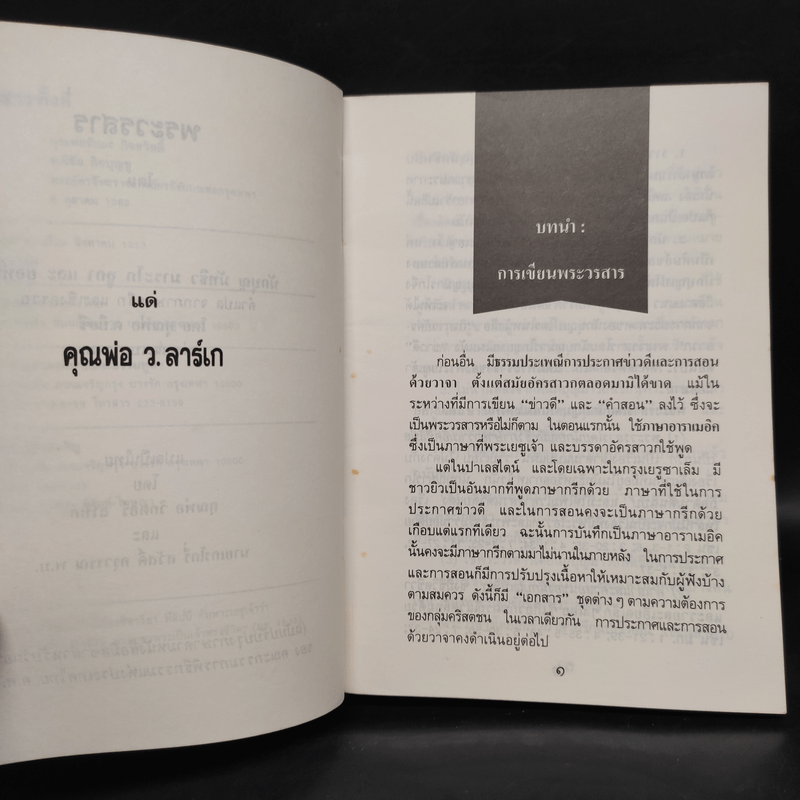 แด่
คุณพ่อ ว. ลาร์เก
บทนำ :
การเขียนพระวรสาร
ก่อนอื่น มีธรรมประเพณีการประกาศข่าวดีและการสอน
ด้วยวาจา ตั้งแต่สมัยอัครสาวกตลอดมามิได้ขาด แม้ใน
ระหว่างที่มีการเขียน “ข่าวดี” และ “คำสอน” ลงไว้ ซึ่งจะ
เป็นพระวรสารหรือไม่ก็ตาม ในตอนแรกนั้น ใช้ภาษาอาราเมอิค
ซึ่งเป็นภาษาที่พระเยซูเจ้า และบรรดาอัครสาวกใช้พูด
แต่ในปาเลสไตน์ และโดยเฉพาะในกรุงเยรูซาเล็ม มี
ชาวยิวเป็นอันมากที่พูดภาษากรีกด้วย ภาษาที่ใช้ในการ
ประกาศข่าวดี และในการสอนคงจะเป็นภาษากรีกด้วย
เกือบแต่แรกทีเดียว ฉะนั้นการบันทึกเป็นภาษาอาราเมอิค
นั้นคงจะมีภาษากรีกตามมาไม่นานในภายหลัง ในการประกาศ
และการสอนก็มีการปรับปรุงเนื้อหาให้เหมาะสมกับผู้ฟังบ้าง
ตามสมควร ดังนี้ก็มี “เอกสาร” ชุดต่าง ๆ ตามความต้องการ
ของกลุ่มคริสตชน ในเวลาเดียวกัน การประกาศและการสอน
ด้วยวาจาคงดำเนินอยู่ต่อไป
๑